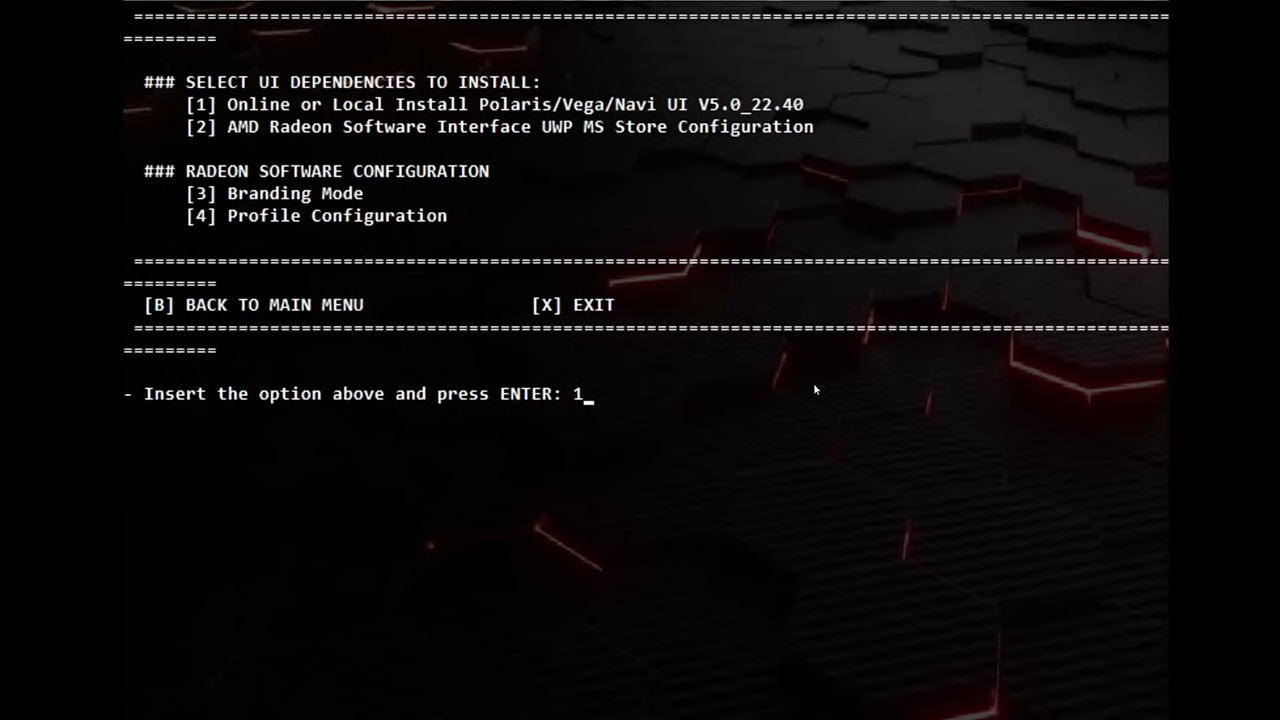 ====================================================================================================
=========
### SELECT UI DEPENDENCIES TO INSTALL:
[1] Online or Local Install Polaris/Vega/Navi UI V5.0_22.40
[2] AMD Radeon Software Interface UWP MS Store Configuration
### RADEON SOFTWARE CONFIGURATION
[3] Branding Mode
[4] Profile Configuration
====================================================================================================
=========
[B] BACK TO MAIN MENU [X] EXIT
====================================================================================================
=========
- Insert the option above and press ENTER: 1_